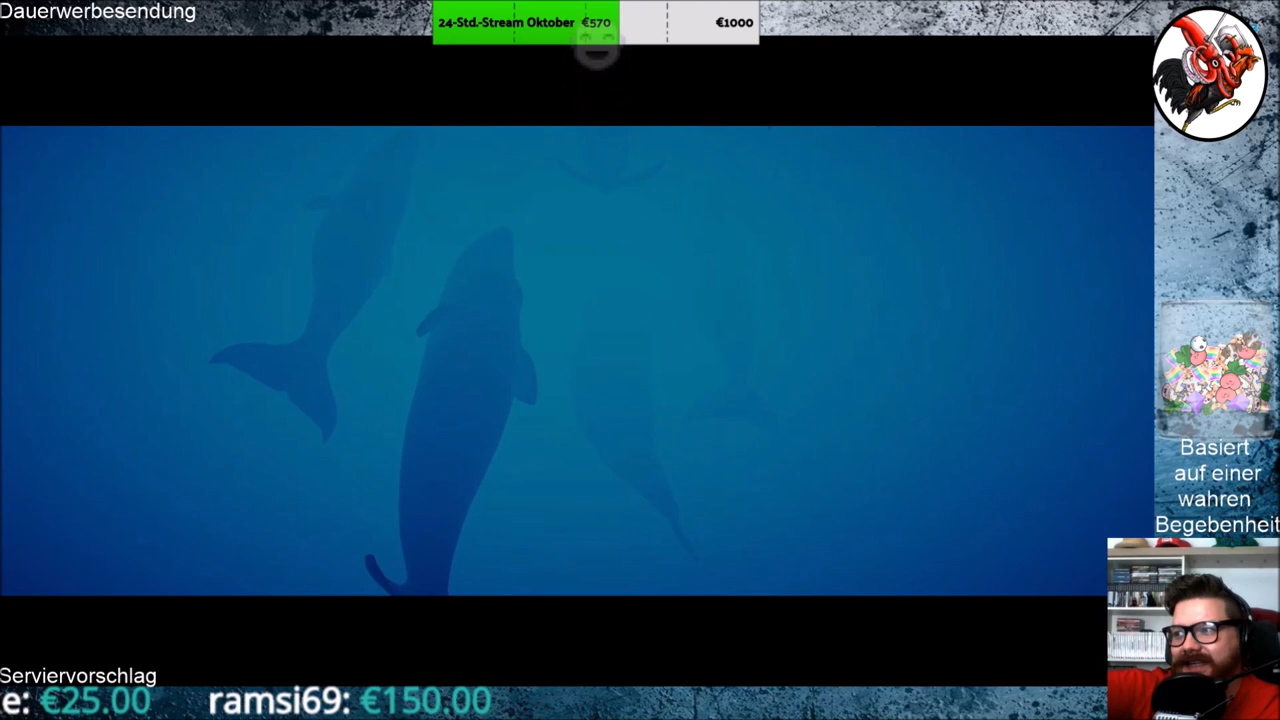 Dauerwerbesendung
24-Std.-Stream Oktober €570 €1000
Basiert
auf einer
wahren
Begebenheit
Serviervorschlag
e: €25.00 ramsi69: €150.00